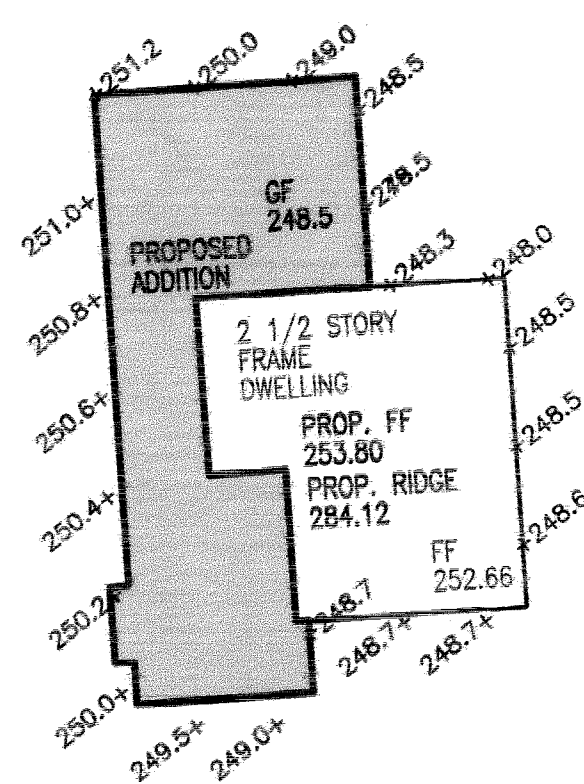 +251.2
+250.0
+249.0
248.5
GF
248.5
248.5
251.0+
PROPOSED
ADDITION
+248.3
+248.0
250.8+
2 1/2 STORY
FRAME
DWELLING
248.5
250.6+
PROP. FF
253.80
PROP. RIDGE
284.12
+248.5
250.4+
FF
252.66
+248.6
250.2+
+248.7
248.7+
248.7+
250.0+
249.5+
249.0+